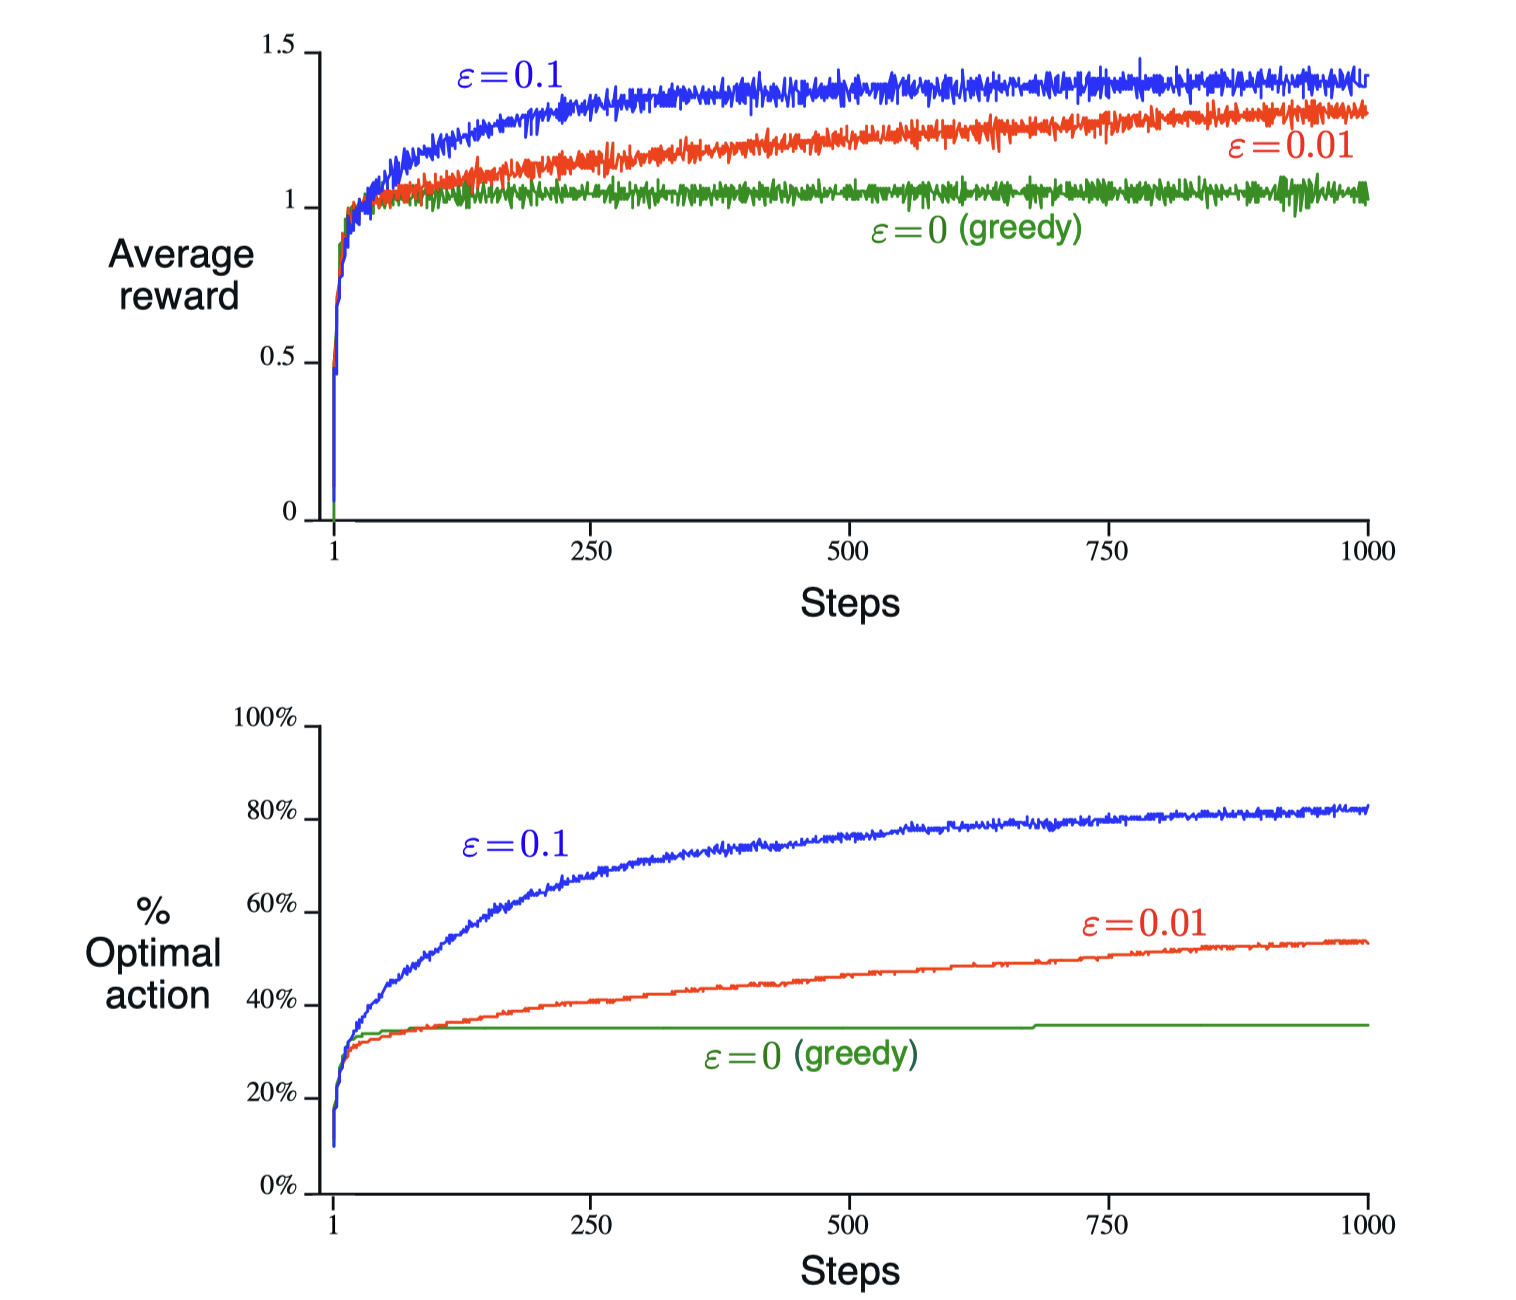 1.5
ε=0.1
ε=0.01
1
ε=0 (greedy)
Average
reward
0.5
0
1 250 500 750 1000
Steps
100%
80%
ε=0.1
60%
ε=0.01
%
Optimal
action
40%
ε=0 (greedy)
20%
0%
1 250 500 750 1000
Steps